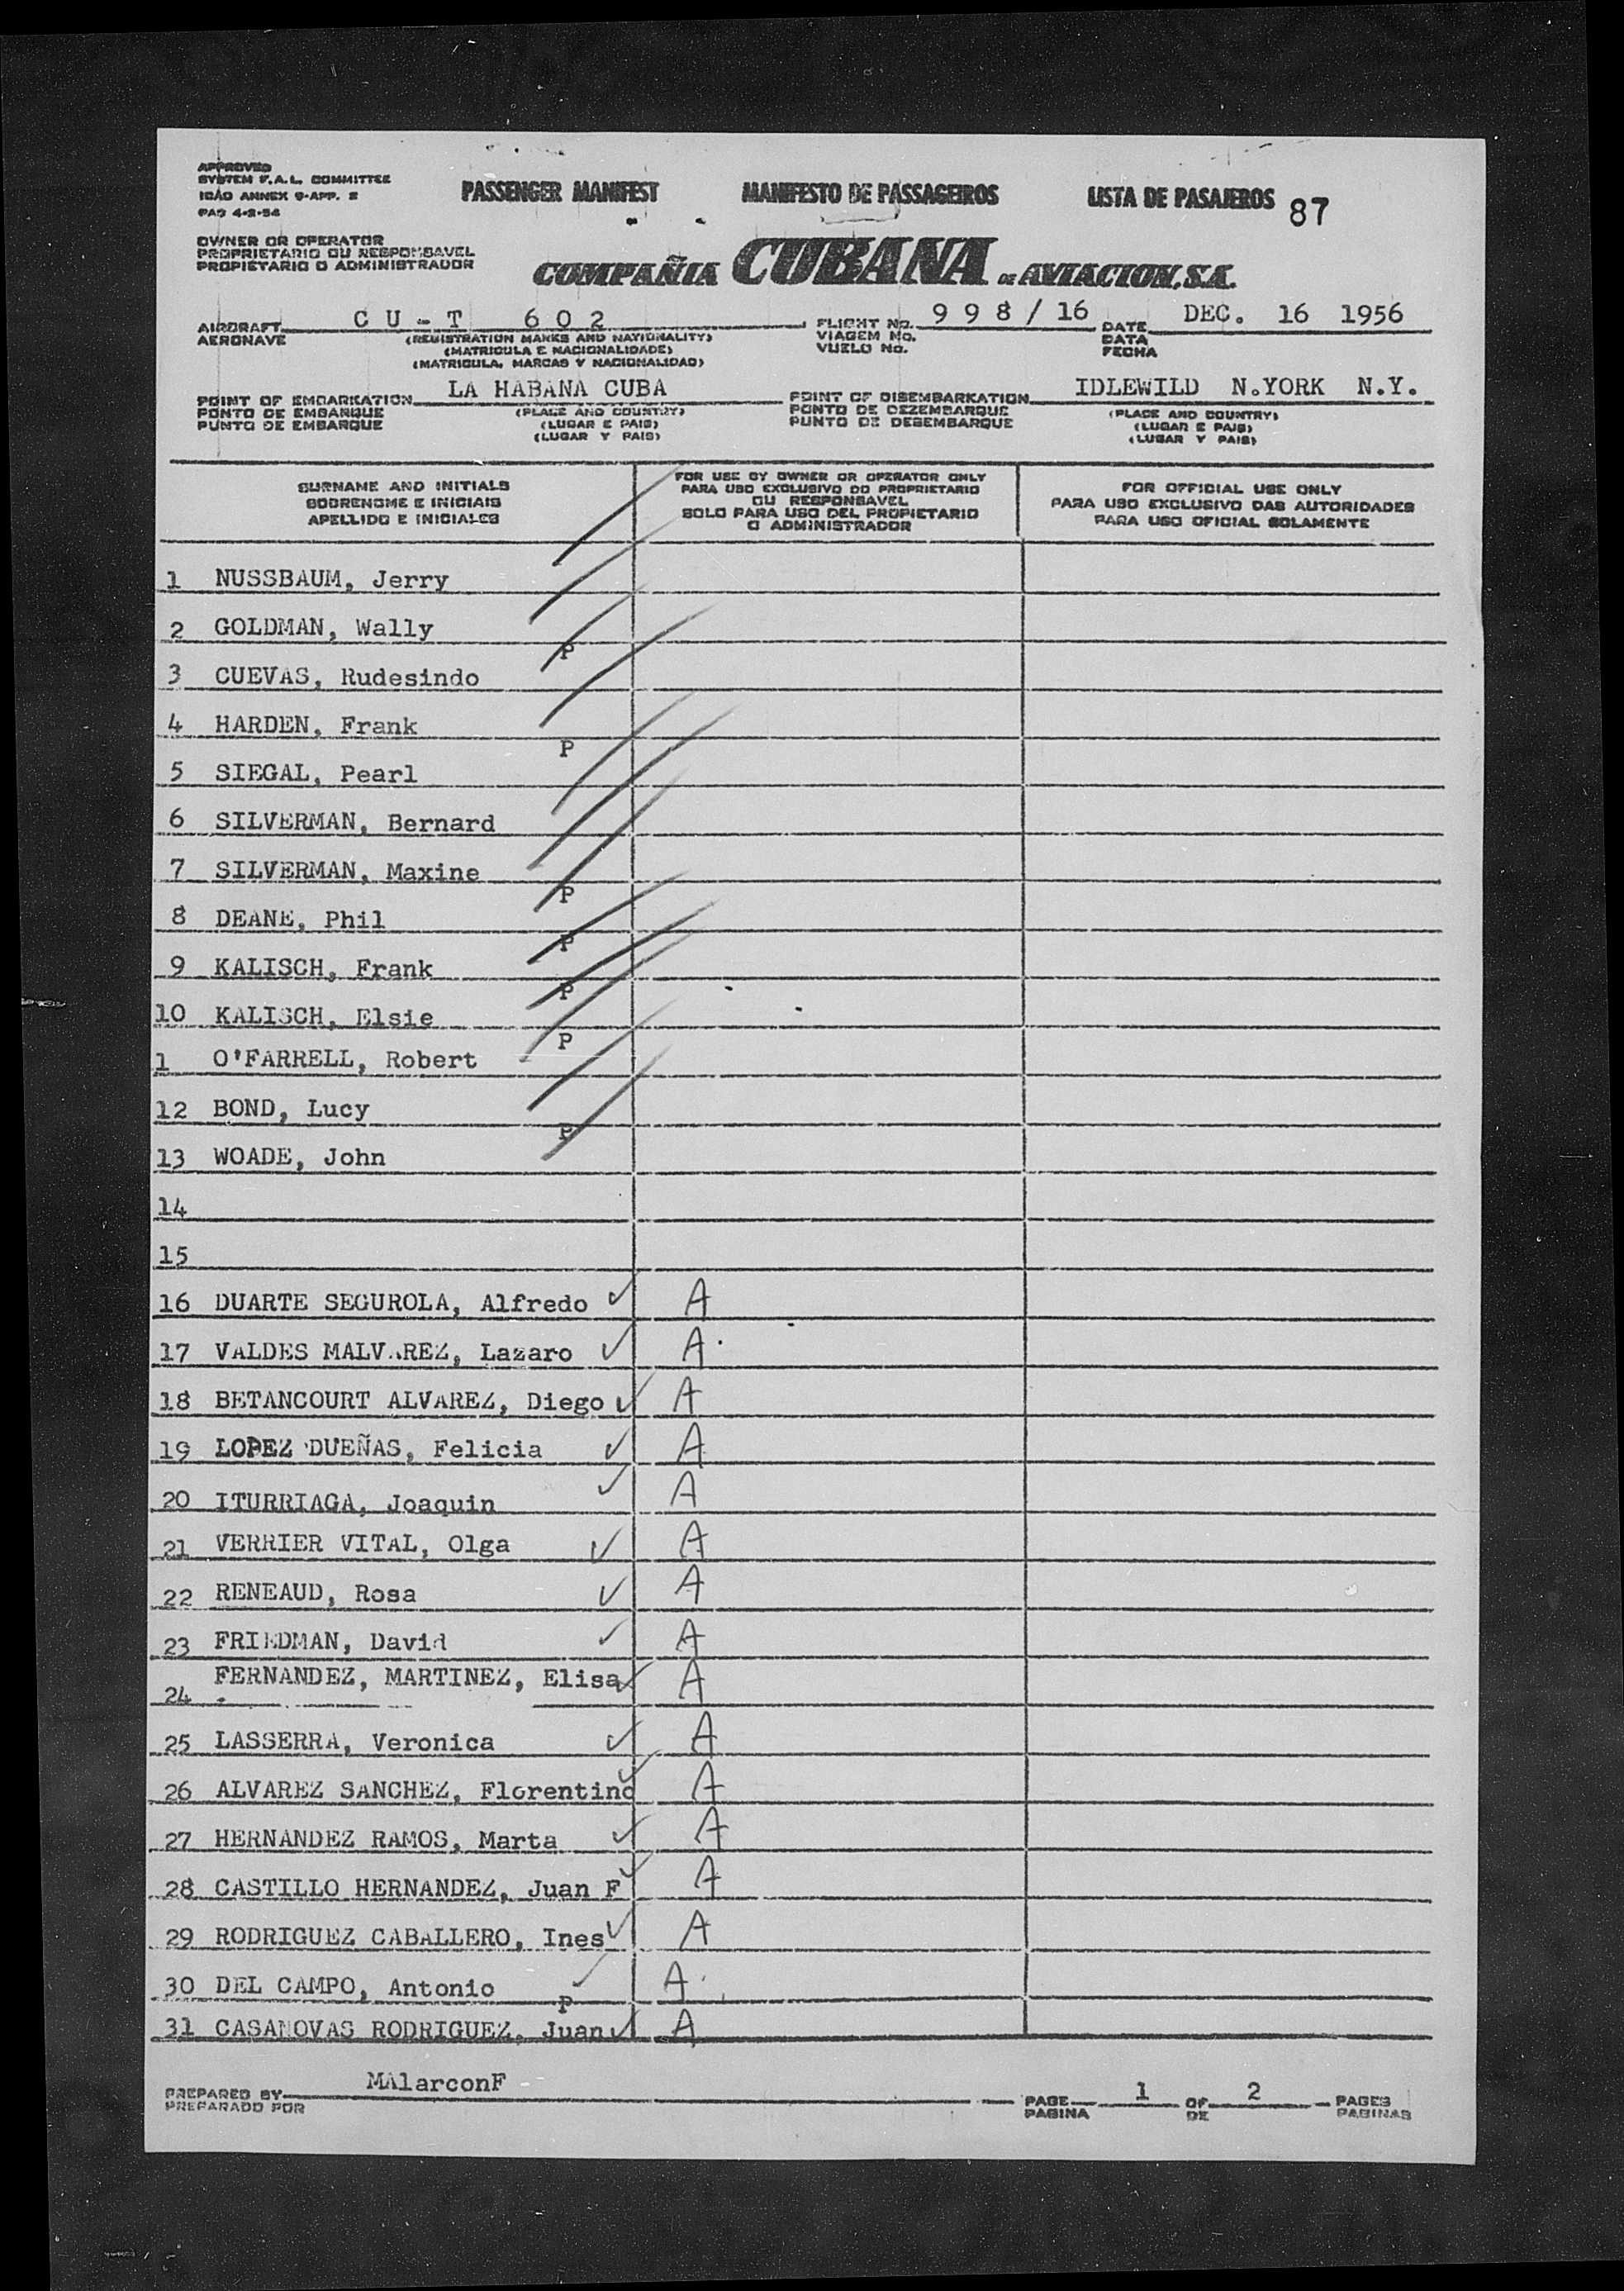 APPROVED
SYSTEM F.A.L. COMMITTEE
ICAO ANNEX 9-APP. 2
PAD 4-2-54
PASSENGER MANIFEST MANIFESTO DE PASSAGEIROS LISTA DE PASAJEROS 87
OWNER OR OPERATOR
PROPRIETARIO OU RESPONSAVEL
PROPIETARIO O ADMINISTRADOR
COMPAÑIA CUBANA DE AVIACION, S.A.
AIRCRAFT CU-T 602 FLIGHT No. 998/16 DATE DEC. 16 1956
AERONAVE (REGISTRATION MARKS AND NATIONALITY) VIAGEM No. DATA
(MATRICULA E NACIONALIDADE) VUELO No. FECHA
(MATRICULA, MARCAS Y NACIONALIDAD)
POINT OF EMBARKATION LA HABANA CUBA POINT OF DISEMBARKATION IDLEWILD N.YORK N.Y.
PONTO DE EMBARQUE (PLACE AND COUNTRY) PONTO DE DEZEMBARQUE (PLACE AND COUNTRY)
PUNTO DE EMBARQUE (LUGAR E PAIS) PUNTO DE DESEMBARQUE (LUGAR E PAIS)
(LUGAR Y PAIS) (LUGAR Y PAIS)
SURNAME AND INITIALS
SOBRENOME E INICIAIS
APELLIDO E INICIALES
FOR USE BY OWNER OR OPERATOR ONLY
PARA USO EXCLUSIVO DO PROPRIETARIO
OU RESPONSAVEL
SOLO PARA USO DEL PROPIETARIO
O ADMINISTRADOR
FOR OFFICIAL USE ONLY
PARA USO EXCLUSIVO DAS AUTORIDADES
PARA USO OFICIAL SOLAMENTE
1 NUSSBAUM, Jerry
2 GOLDMAN, Wally
P
3 CUEVAS, Rudesindo
4 HARDEN, Frank
P
5 SIEGAL, Pearl
6 SILVERMAN, Bernard
7 SILVERMAN, Maxine
P
8 DEANE, Phil
P
9 KALISCH, Frank
P
10 KALISCH, Elsie
P
1 O'FARRELL, Robert
12 BOND, Lucy
P
13 WOADE, John
14
15
16 DUARTE SEGUROLA, Alfredo ✓ A
17 VALDES MALVAREZ, Lazaro ✓ A
18 BETANCOURT ALVAREZ, Diego ✓ A
19 LOPEZ DUEÑAS, Felicia ✓ A
20 ITURRIAGA, Joaquin ✓ A
21 VERRIER VITAL, Olga ✓ A
22 RENEAUD, Rosa ✓ A
23 FRIEDMAN, David ✓ A
24 FERNANDEZ, MARTINEZ, Elisa ✓ A
25 LASSERRA, Veronica ✓ A
26 ALVAREZ SANCHEZ, Florentino ✓ A
27 HERNANDEZ RAMOS, Marta ✓ A
28 CASTILLO HERNANDEZ, Juan F ✓ A
29 RODRIGUEZ CABALLERO, Ines ✓ A
30 DEL CAMPO, Antonio ✓ A
P
31 CASANOVAS RODRIGUEZ, Juan ✓ A
PREPARED BY MAlarconF PAGE 1 OF 2 PAGES
PREPARADO POR PAGINA DE PAGINAS